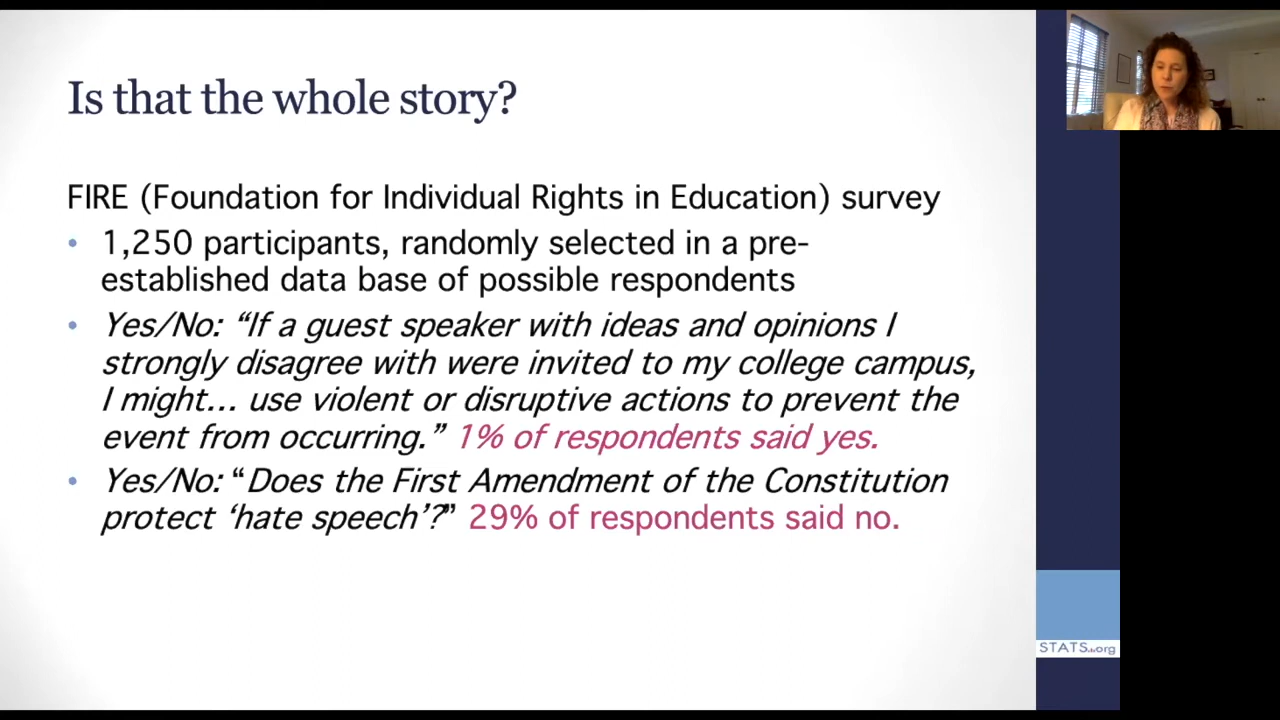 Is that the whole story?
FIRE (Foundation for Individual Rights in Education) survey
• 1,250 participants, randomly selected in a pre-
established data base of possible respondents
• Yes/No: “If a guest speaker with ideas and opinions I
strongly disagree with were invited to my college campus,
I might... use violent or disruptive actions to prevent the
event from occurring.” 1% of respondents said yes.
• Yes/No: “Does the First Amendment of the Constitution
protect ‘hate speech’?” 29% of respondents said no.
STATS.org